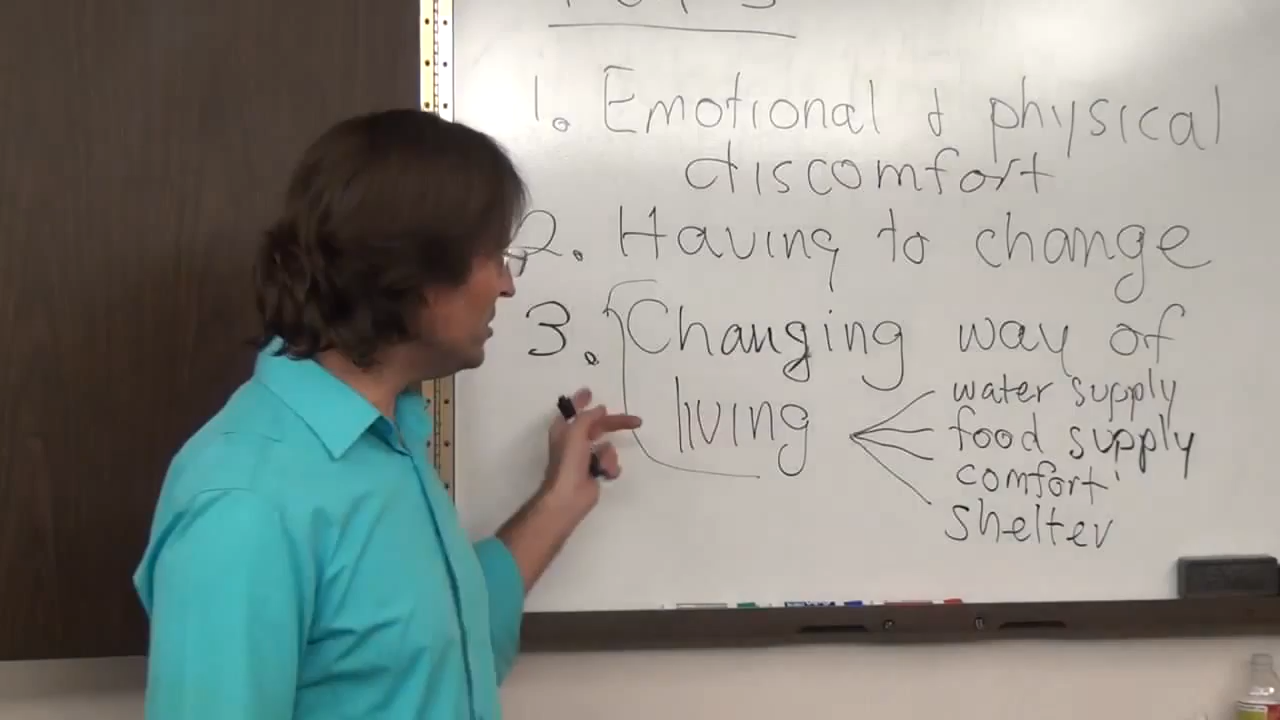 1. Emotional & physical
discomfort
2. Having to change
3. Changing way of
living
water supply
food supply
comfort
shelter